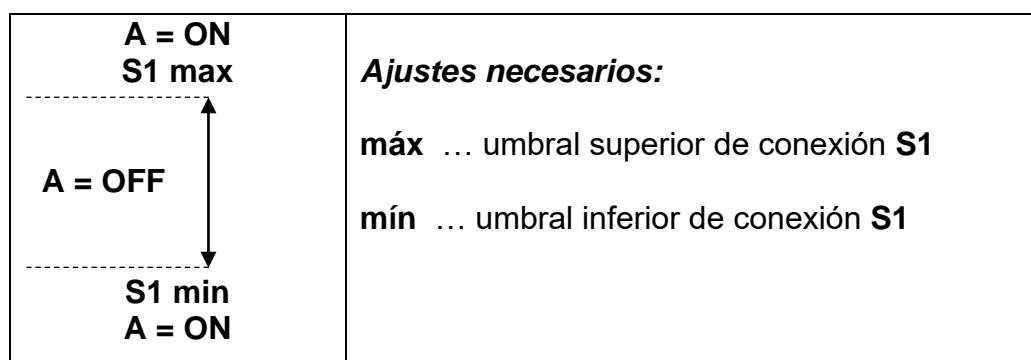 A = ON
S1 max
A = OFF
S1 min
A = ON
Ajustes necesarios:
máx … umbral superior de conexión S1
mín … umbral inferior de conexión S1